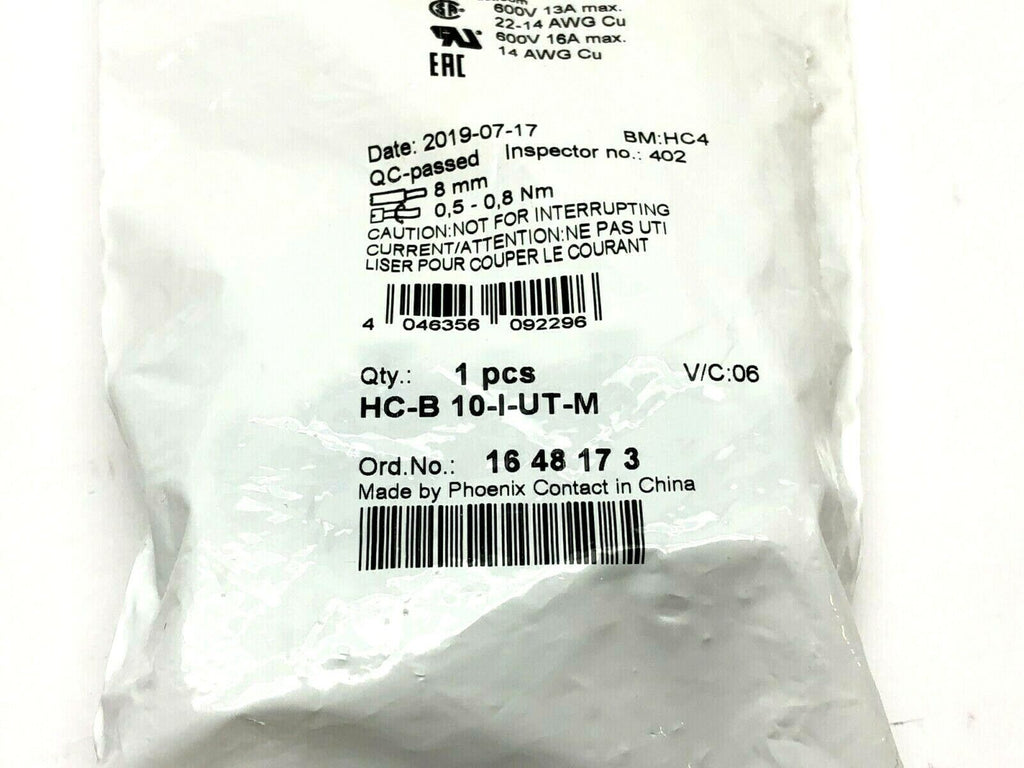 600V 13A max.
22-14 AWG Cu
600V 16A max.
14 AWG Cu
EAC
Date: 2019-07-17 BM:HC4
QC-passed Inspector no.: 402
8 mm
0,5 - 0,8 Nm
CAUTION:NOT FOR INTERRUPTING
CURRENT/ATTENTION:NE PAS UTI
LISER POUR COUPER LE COURANT
4 046356 092296
Qty.: 1 pcs V/C:06
HC-B 10-I-UT-M
Ord.No.: 16 48 17 3
Made by Phoenix Contact in China